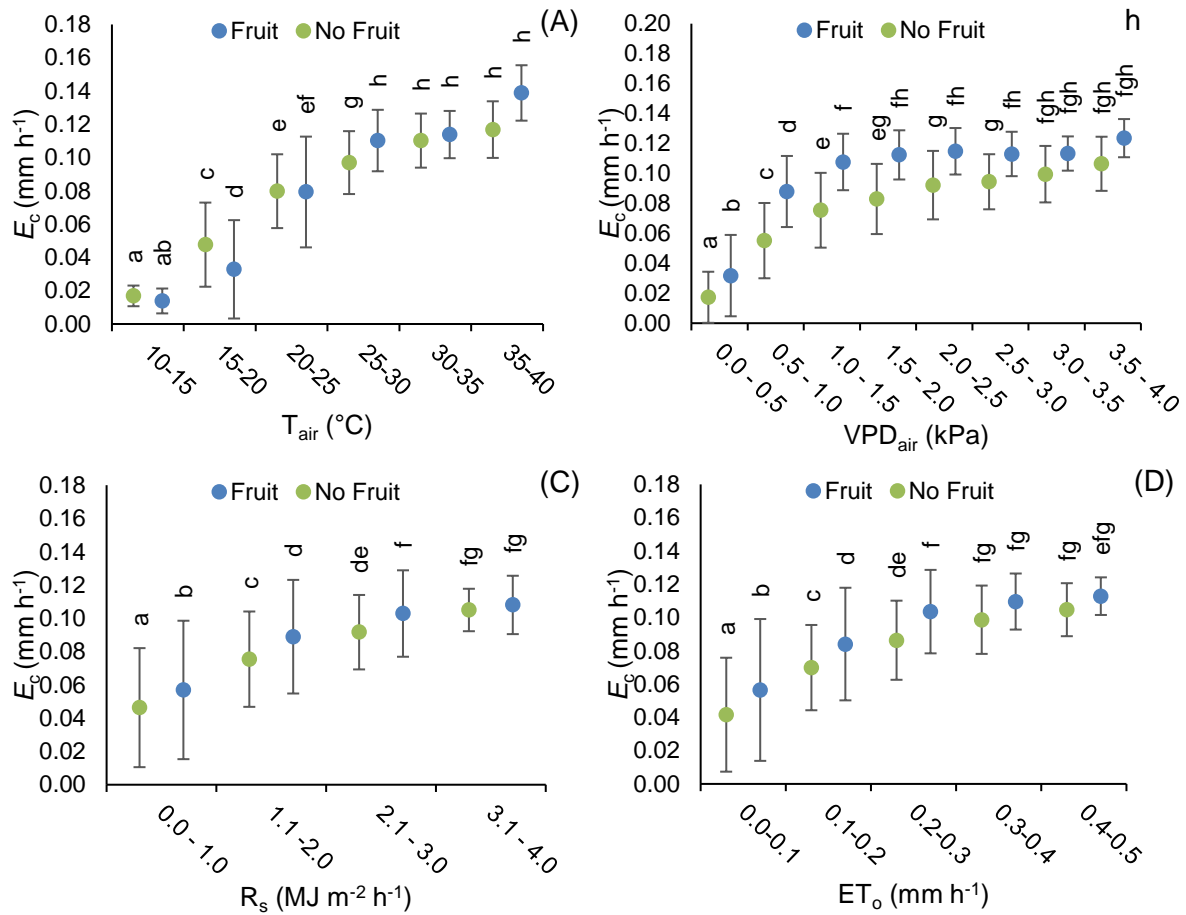 Fruit No Fruit (A)
0.18
0.16
0.14
0.12
0.10
0.08
0.06
0.04
0.02
0.00
Ec (mm h-1)
a ab c d e ef g h h h h h
10-15 15-20 20-25 25-30 30-35 35-40
Tair (°C)
Fruit No Fruit h
0.20
0.18
0.16
0.14
0.12
0.10
0.08
0.06
0.04
0.02
0.00
Ec (mm h-1)
a b c d e f eg fh g fh g fh fgh fgh fgh fgh
0.0 - 0.5 0.5 - 1.0 1.0 - 1.5 1.5 - 2.0 2.0 - 2.5 2.5 - 3.0 3.0 - 3.5 3.5 - 4.0
VPDair (kPa)
Fruit No Fruit (C)
0.18
0.16
0.14
0.12
0.10
0.08
0.06
0.04
0.02
0.00
Ec (mm h-1)
a b c d de f fg fg
0.0 - 1.0 1.1 - 2.0 2.1 - 3.0 3.1 - 4.0
Rs (MJ m-2 h-1)
Fruit No Fruit (D)
0.18
0.16
0.14
0.12
0.10
0.08
0.06
0.04
0.02
0.00
Ec (mm h-1)
a b c d de f fg fg fg efg
0.0-0.1 0.1-0.2 0.2-0.3 0.3-0.4 0.4-0.5
ETo (mm h-1)